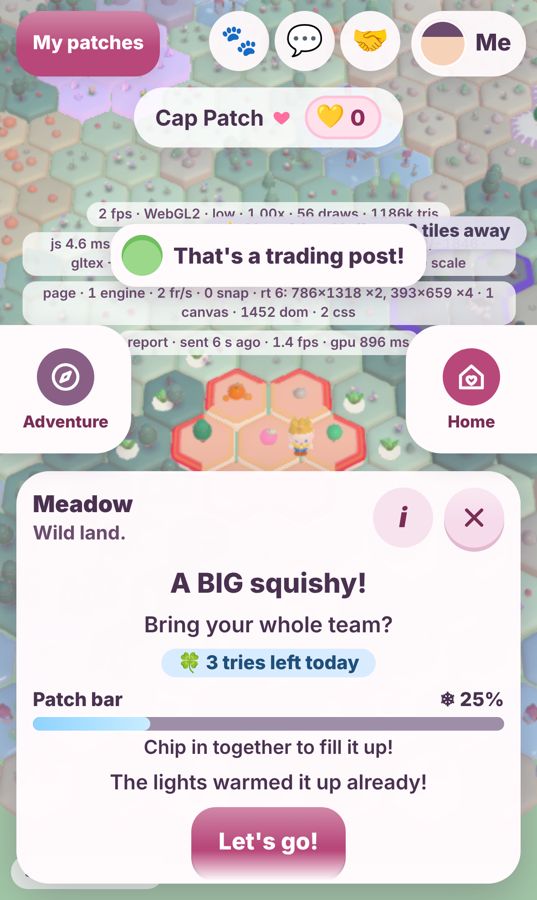 My patches
Me
Cap Patch
0
2 fps · WebGL2 · low · 1.00x · 56 draws · 1186k tris
tiles away
js 4.6 ms
That's a trading post!
gltex
scale
page · 1 engine · 2 fr/s · 0 snap · rt 6: 786×1318 ×2, 393×659 ×4 · 1
canvas · 1452 dom · 2 css
report · sent 6 s ago · 1.4 fps · gpu 896 ms
Adventure
Home
Meadow
i
Wild land.
A BIG squishy!
Bring your whole team?
3 tries left today
Patch bar
25%
Chip in together to fill it up!
The lights warmed it up already!
Let's go!